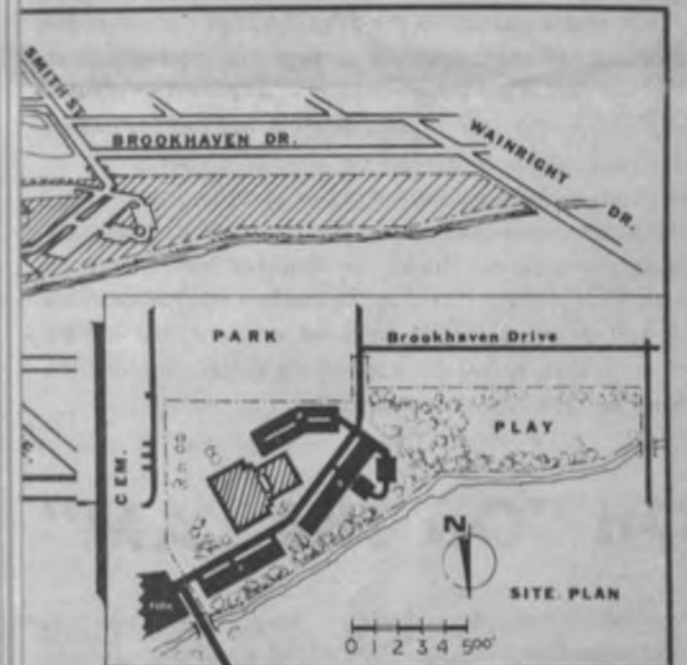 SMITH ST.
BROOKHAVEN DR.
WAINRIGHT DR.
PARK
Brookhaven Drive
PLAY
CEM.
PARK
N
SITE PLAN
0 1 2 3 4 500'